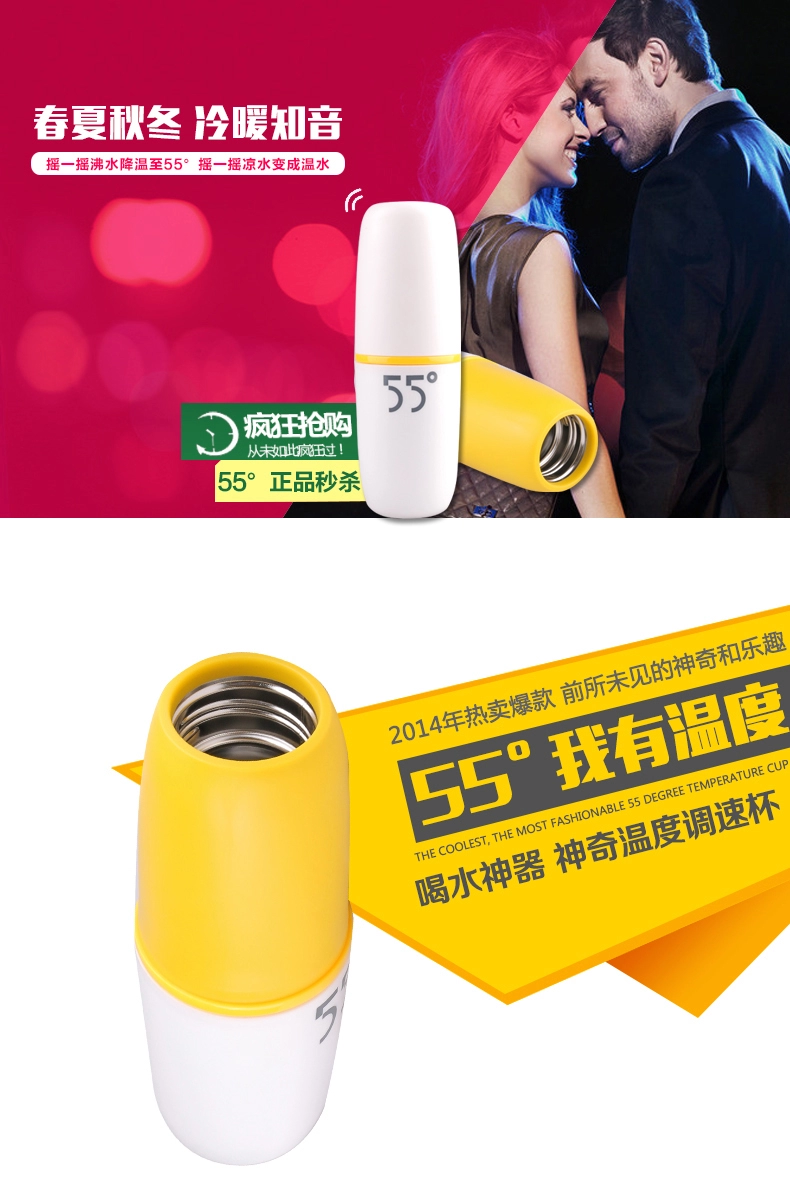 春夏秋冬 冷暖知音
摇一摇沸水降温至55° 摇一摇凉水变成温水
55°
疯狂抢购
从未如此疯狂过！
55° 正品秒杀
2014年热卖爆款 前所未见的神奇和乐趣
55° 我有温度
THE COOLEST, THE MOST FASHIONABLE 55 DEGREE TEMPERATURE CUP
喝水神器 神奇温度调速杯
55